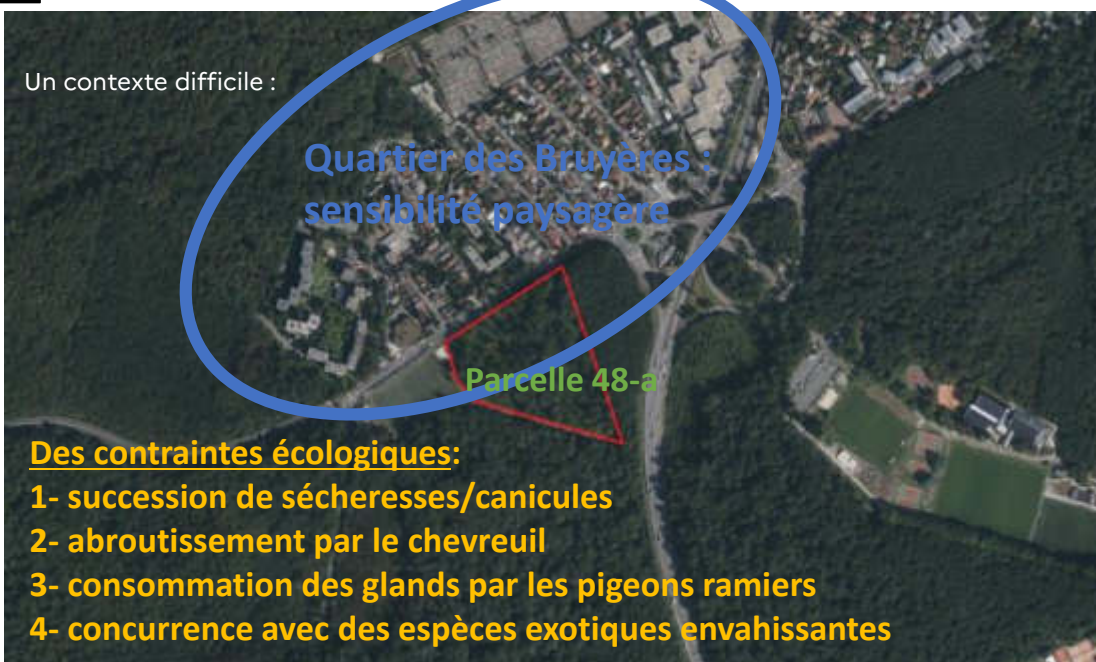 Un contexte difficile :
Quartier des Bruyères :
sensibilité paysagère
Parcelle 48-a
Des contraintes écologiques:
1- succession de sécheresses/canicules
2- abroutissement par le chevreuil
3- consommation des glands par les pigeons ramiers
4- concurrence avec des espèces exotiques envahissantes